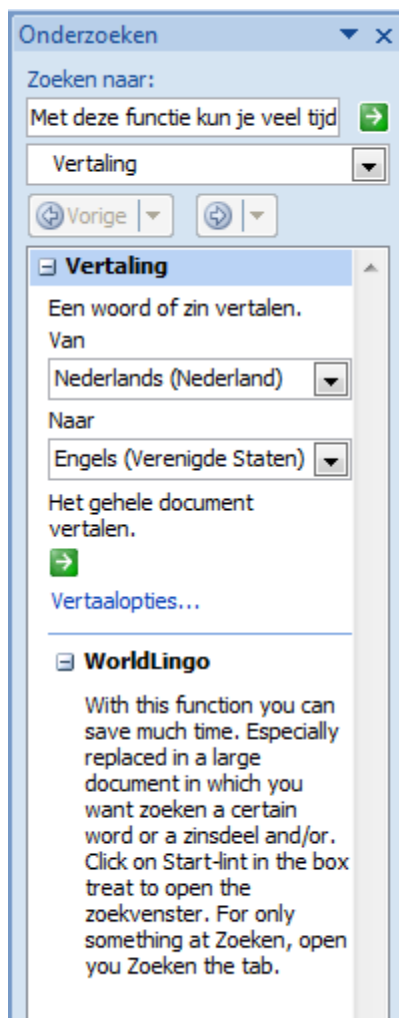 Onderzoeken
Zoeken naar:
Met deze functie kun je veel tijd
Vertaling
Vorige
Vertaling
Een woord of zin vertalen.
Van
Nederlands (Nederland)
Naar
Engels (Verenigde Staten)
Het gehele document
vertalen.
Vertaalopties...
WorldLingo
With this function you can
save much time. Especially
replaced in a large
document in which you
want zoeken a certain
word or a zinsdeel and/or.
Click on Start-lint in the box
treat to open the
zoekvenster. For only
something at Zoeken, open
you Zoeken the tab.